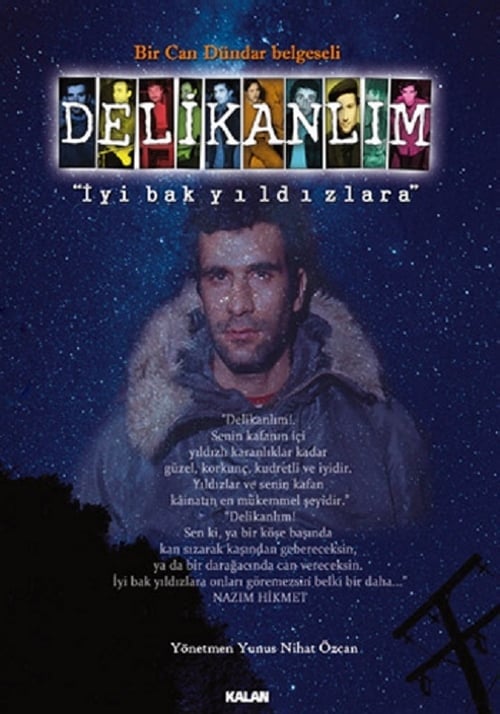 Bir Can Dündar belgeseli
DELİKANLIM
"İyi bak yıldızlara"
"Delikanlım!.
Senin kafanın içi
yıldızlı karanlıklar kadar
güzel, korkunç, kudretli ve iyidir.
Yıldızlar ve senin kafan
kâinatın en mükemmel şeyidir."
"Delikanlım!
Sen ki, ya bir köşe başında
kan sızarak kaşından gebereceksin,
ya da bir darağacında can vereceksin.
İyi bak yıldızlara onları göremezsin belki bir daha..."
NAZIM HİKMET
Yönetmen Yunus Nihat Özcan
KALAN